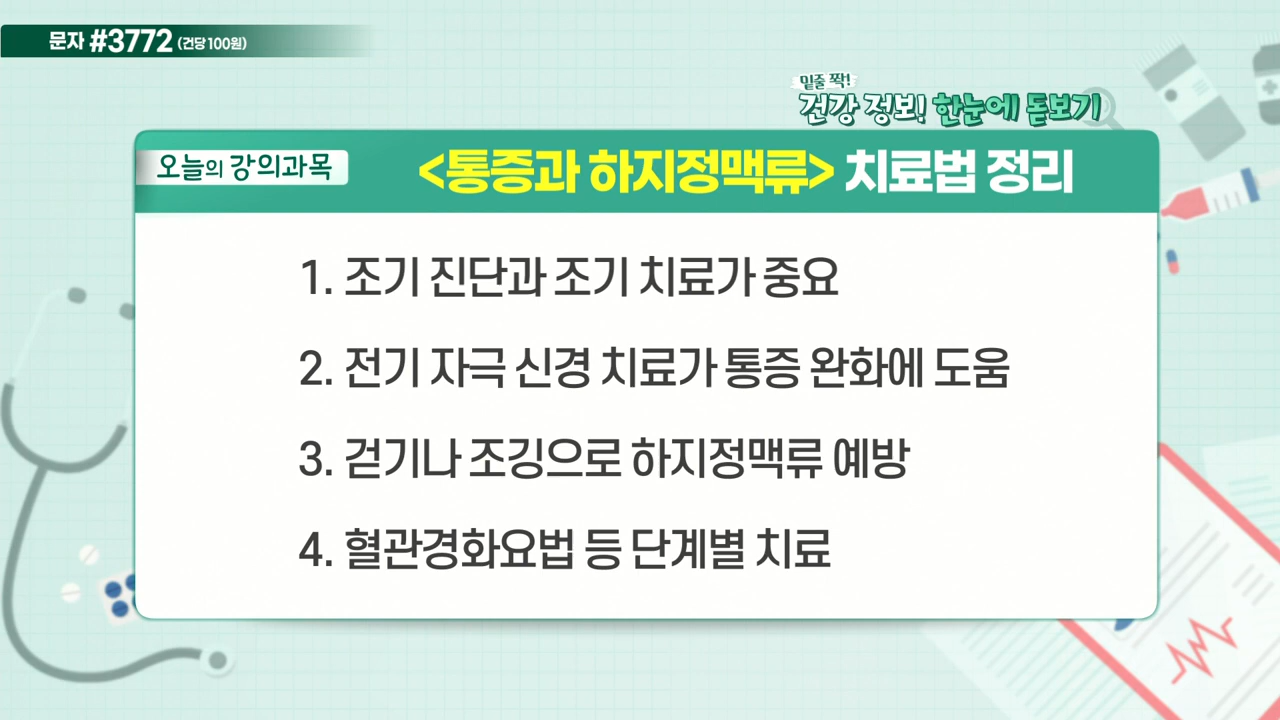 문자 #3772 (건당 100원)
밑줄 쫙!
건강 정보! 한눈에 돋보기
오늘의 강의과목
<통증과 하지정맥류> 치료법 정리
1. 조기 진단과 조기 치료가 중요
2. 전기 자극 신경 치료가 통증 완화에 도움
3. 걷기나 조깅으로 하지정맥류 예방
4. 혈관경화요법 등 단계별 치료